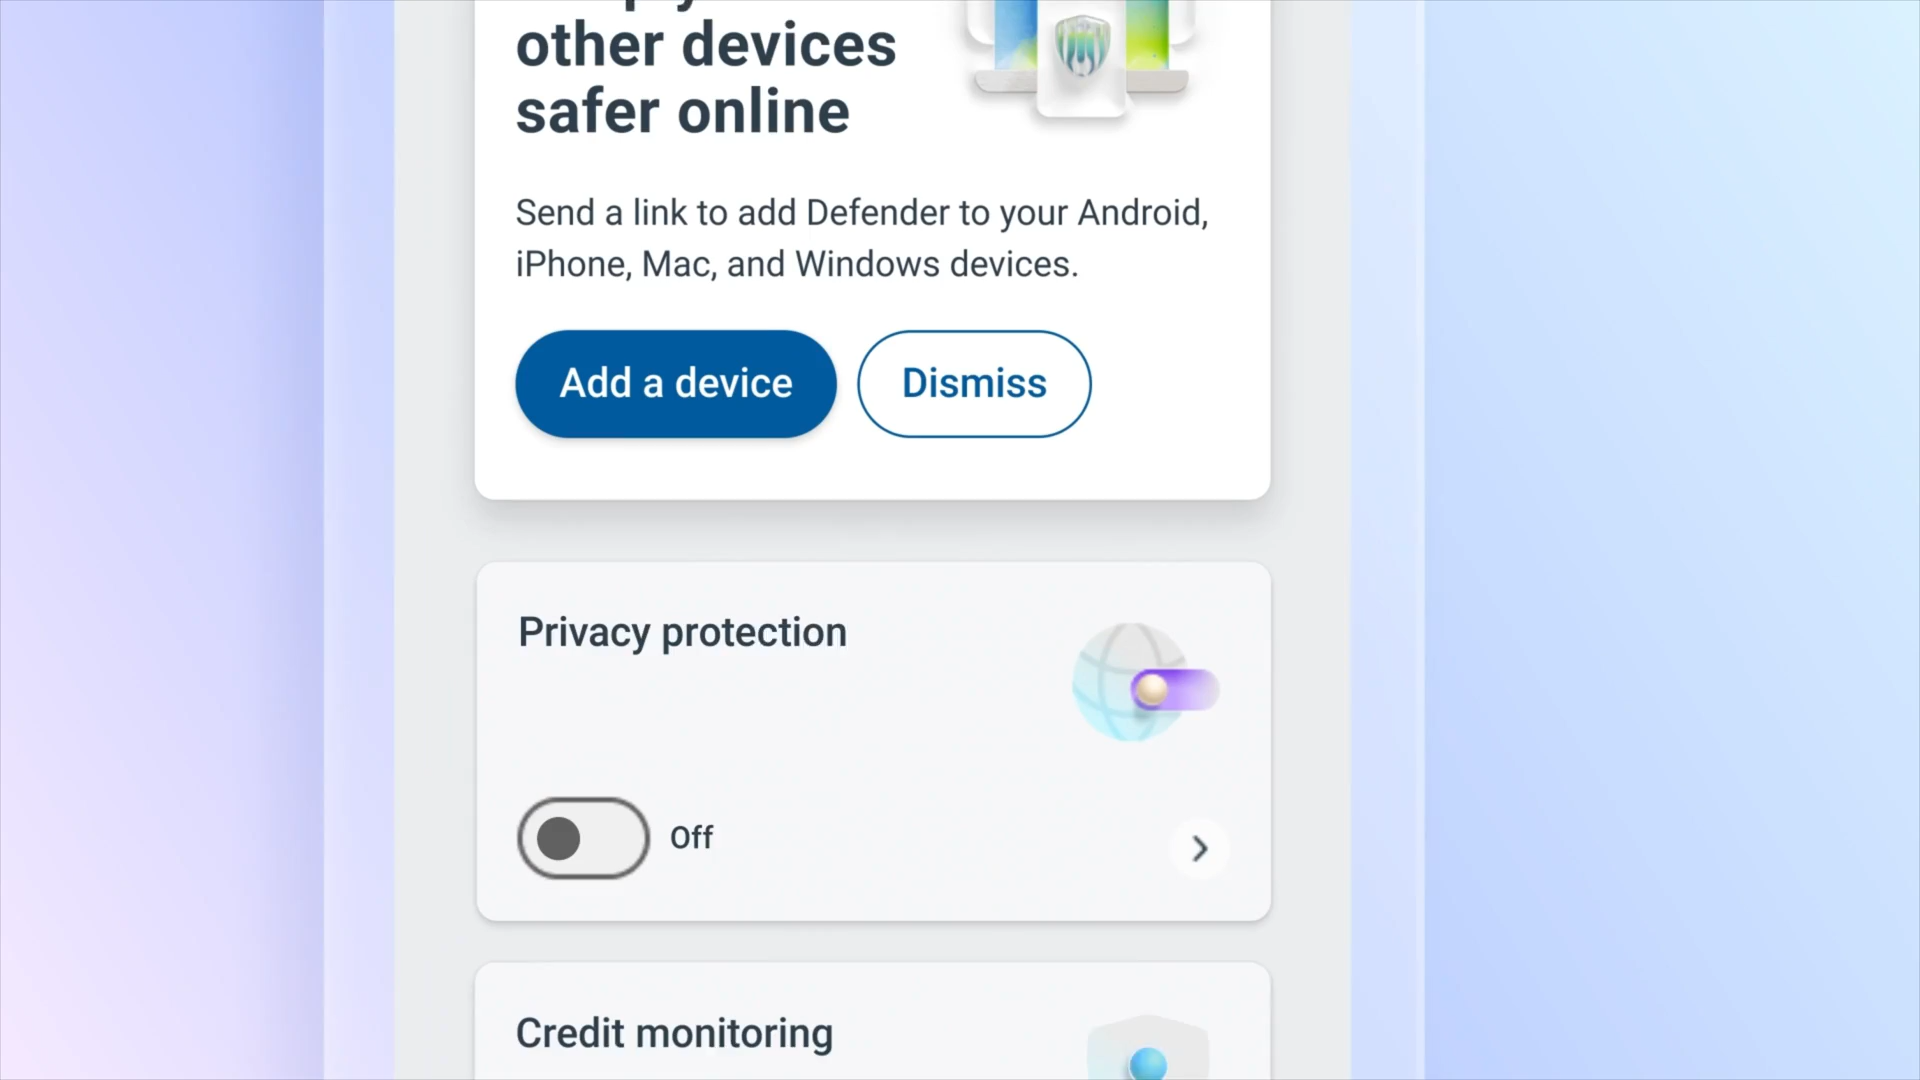 other devices
safer online
Send a link to add Defender to your Android,
iPhone, Mac, and Windows devices.
Add a device
Dismiss
Privacy protection
Off
Credit monitoring